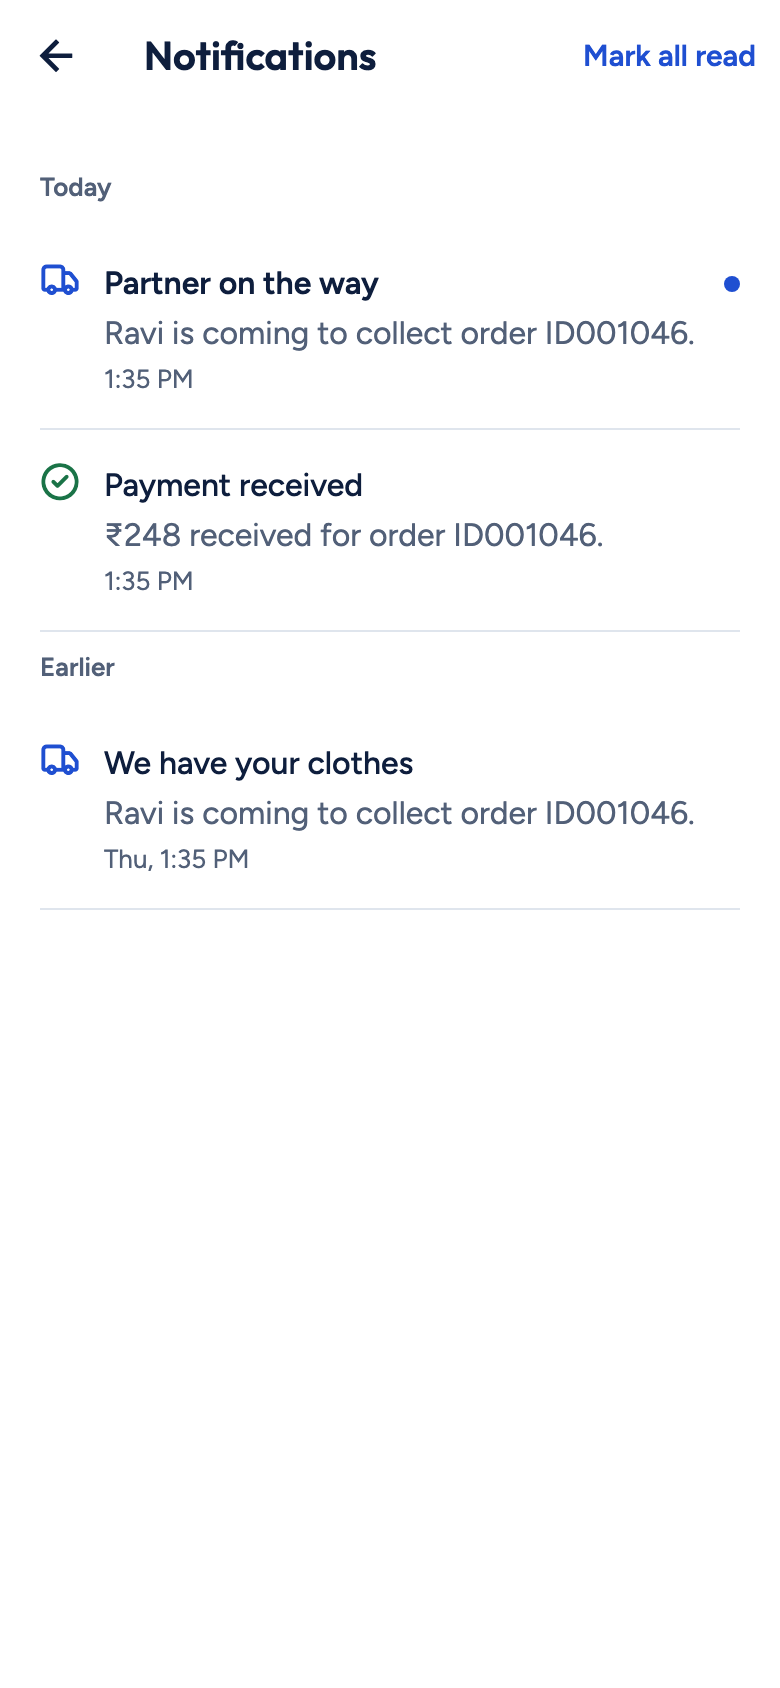 Notifications
Mark all read
Today
Partner on the way
Ravi is coming to collect order ID001046.
1:35 PM
Payment received
₹248 received for order ID001046.
1:35 PM
Earlier
We have your clothes
Ravi is coming to collect order ID001046.
Thu, 1:35 PM